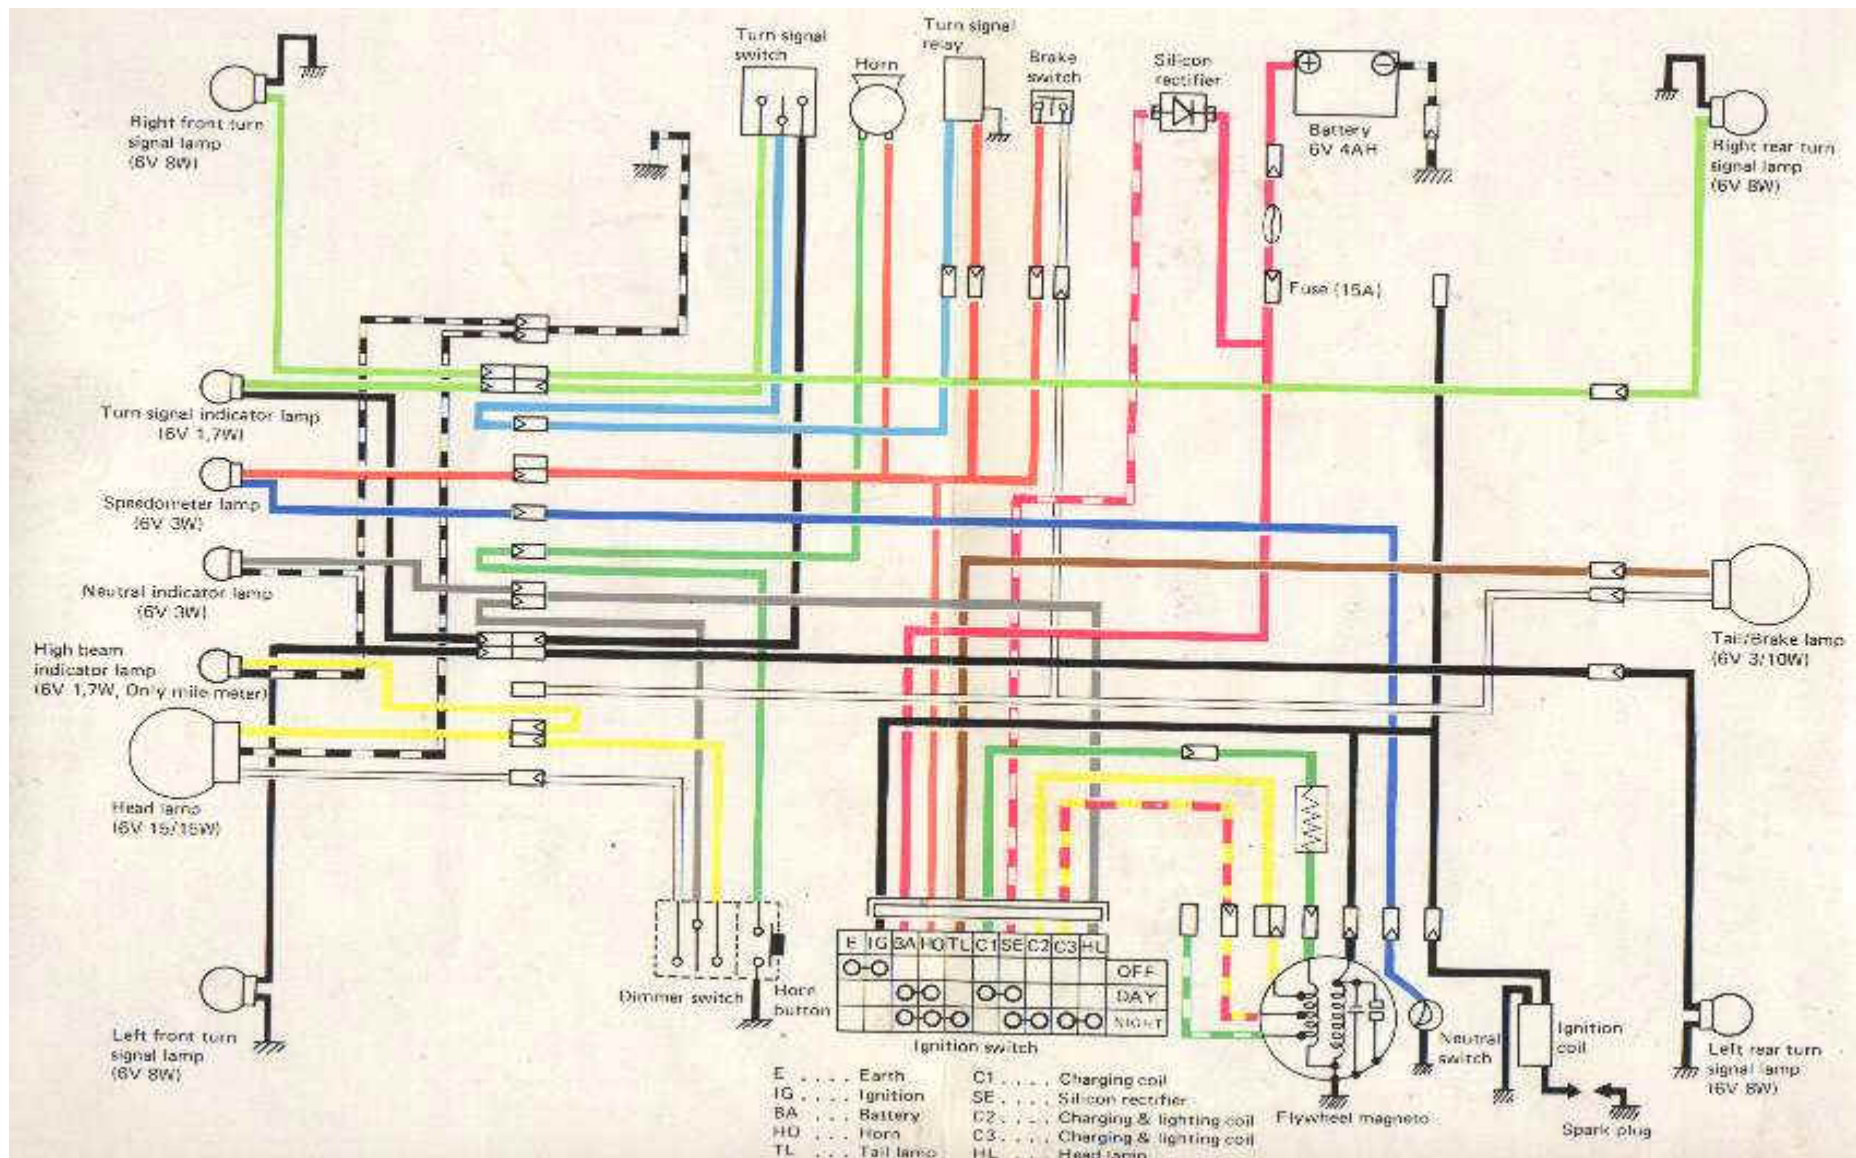 Turn signal
switch
Horn
Turn signal
relay
Brake
switch
Silicon
rectifier
Battery
6V 4AH
Right front turn
signal lamp
(6V 8W)
Right rear turn
signal lamp
(6V 8W)
Fuse (15A)
Turn signal indicator lamp
(6V 1,7W)
Speedometer lamp
(6V 3W)
Neutral indicator lamp
(6V 3W)
High beam
indicator lamp
(6V 1,7W, Only mile meter)
Tail/Brake lamp
(6V 3/10W)
Head lamp
(6V 15/15W)
Dimmer switch
Horn
button
E IG BA HO TL C1 SE C2 C3 HL
OFF
DAY
NIGHT
Ignition switch
Left front turn
signal lamp
(6V 8W)
Flywheel magneto
Neutral
switch
Ignition
coil
Spark plug
Left rear turn
signal lamp
(6V 8W)
E .... Earth
IG .... Ignition
BA ... Battery
HO ... Horn
TL ... Tail lamp
C1 .... Charging coil
SE .... Silicon rectifier
C2 .... Charging & lighting coil
C3 .... Charging & lighting coil
HL .... Head lamp